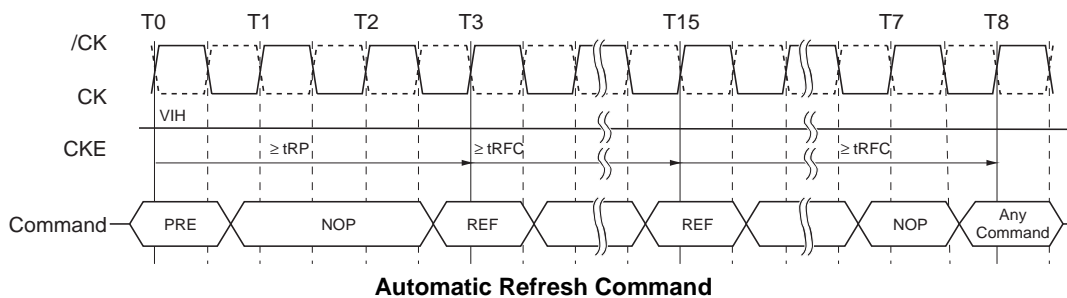 T0 T1 T2 T3 T15 T7 T8
/CK
CK
VIH
CKE
≥ tRP ≥ tRFC ≥ tRFC
Command PRE NOP REF REF NOP Any Command
Automatic Refresh Command